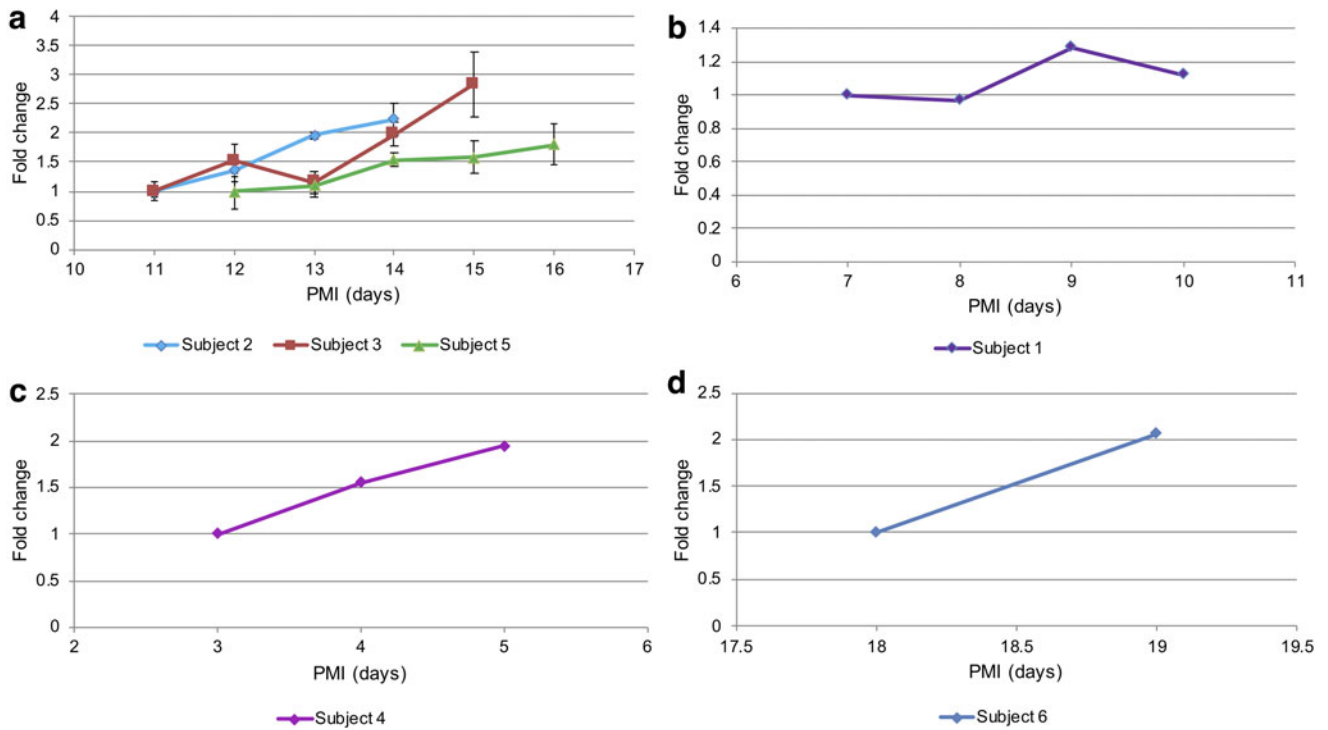 a
4
3.5
3
2.5
2
1.5
1
0.5
0
Fold change
10 11 12 13 14 15 16 17
PMI (days)
Subject 2 Subject 3 Subject 5
b
1.4
1.2
1
0.8
0.6
0.4
0.2
0
Fold change
6 7 8 9 10 11
PMI (days)
Subject 1
c
2.5
2
1.5
1
0.5
0
Fold change
2 3 4 5 6
PMI (days)
Subject 4
d
2.5
2
1.5
1
0.5
0
Fold change
17.5 18 18.5 19 19.5
PMI (days)
Subject 6